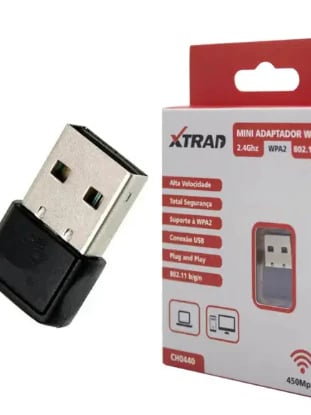 XTRAD
MINI ADAPTADOR
2.4Ghz WPA2 802.1
Alta Velocidade
Total Segurança
Suporte à WPA2
Conexão USB
Plug and Play
802.11 b/g/n
CH0440
450Mp